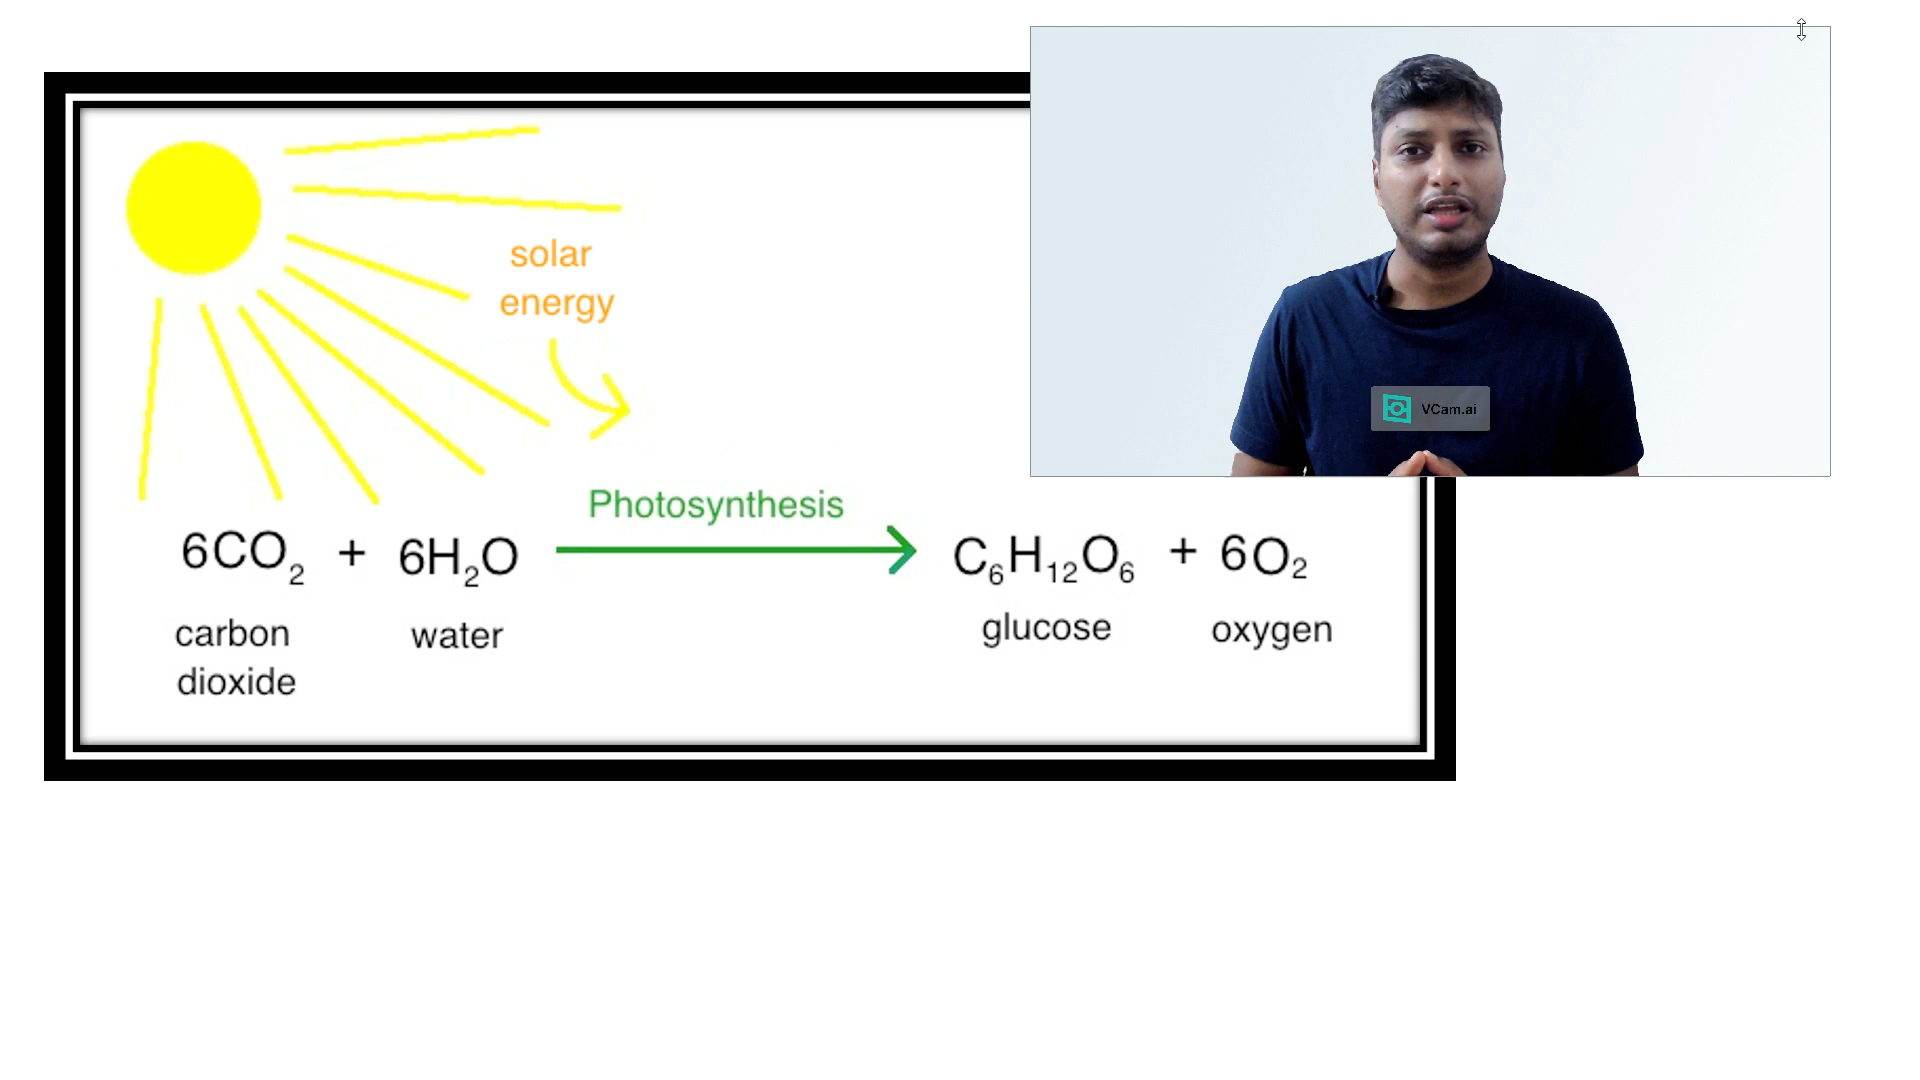 solar
energy
VCam.ai
Photosynthesis
6CO₂ + 6H₂O C₆H₁₂O₆ + 6O₂
carbon
dioxide
water
glucose
oxygen